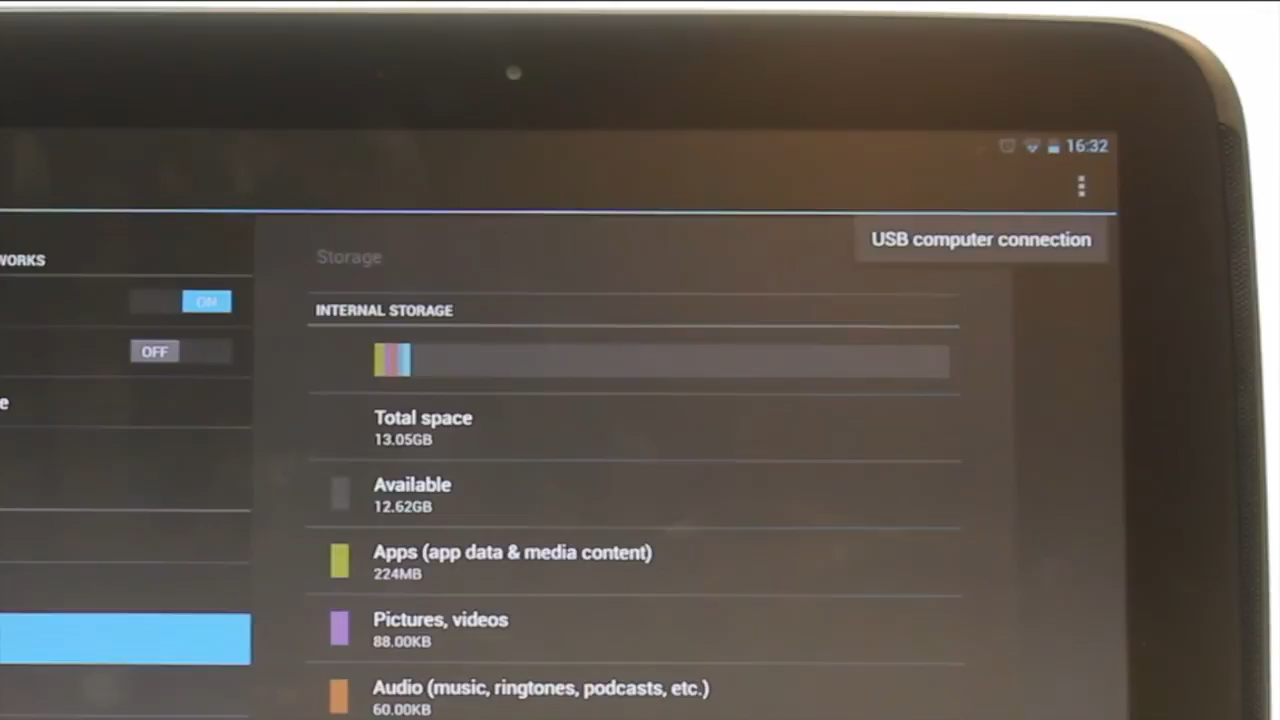 16:32
USB computer connection
WORKS
Storage
ON
INTERNAL STORAGE
OFF
e
Total space
13.05GB
Available
12.62GB
Apps (app data & media content)
224MB
Pictures, videos
88.00KB
Audio (music, ringtones, podcasts, etc.)
60.00KB